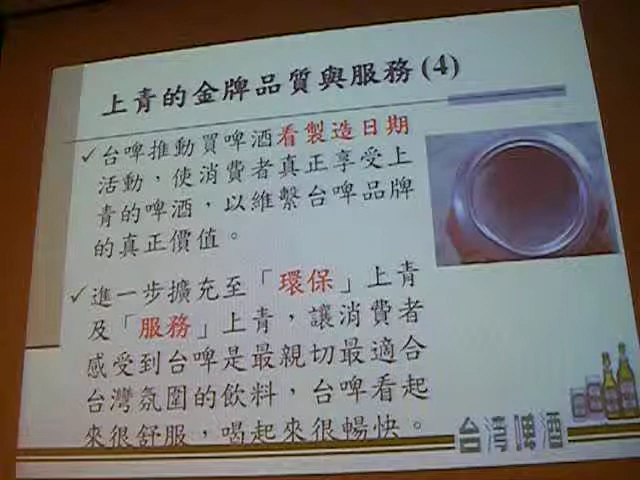 上青的金牌品質與服務(4)
✓台啤推動買啤酒看製造日期
活動，使消費者真正享受上
青的啤酒，以維繫台啤品牌
的真正價值。
✓進一步擴充至「環保」上青
及「服務」上青，讓消費者
感受到台啤是最親切最適合
台灣氛圍的飲料，台啤看起
來很舒服，喝起來很暢快。
台湾啤酒